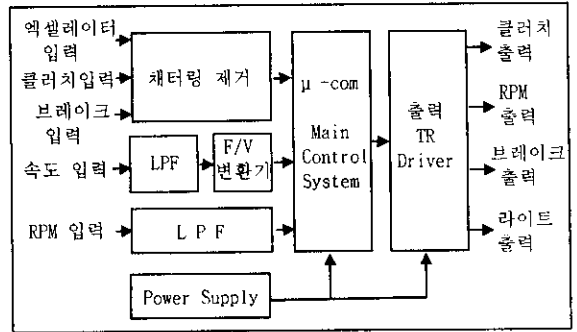 엑셀레이터
입력
클러치입력
브레이크
입력
속도 입력
RPM 입력
채터링 제거
LPF
F/V
변환기
L P F
Power Supply
μ-com
Main
Control
System
출력
TR
Driver
클러치
출력
RPM
출력
브레이크
출력
라이트
출력